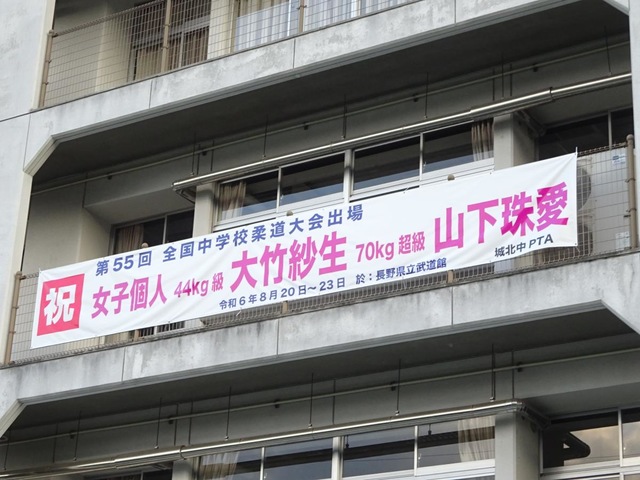 祝
第55回 全国中学校柔道大会出場
女子個人 44kg級 大竹紗生 70kg超級 山下珠愛
令和6年8月20日〜23日 於:長野県立武道館
城北中PTA